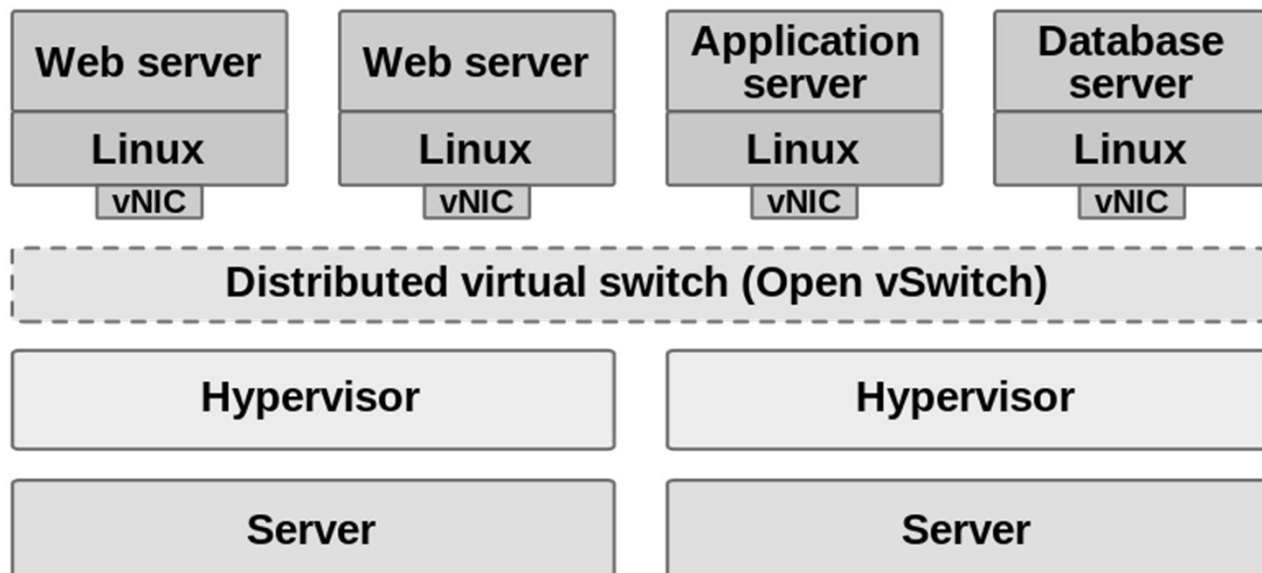 Web server
Web server
Application
server
Database
server
Linux
Linux
Linux
Linux
vNIC
vNIC
vNIC
vNIC
Distributed virtual switch (Open vSwitch)
Hypervisor
Hypervisor
Server
Server